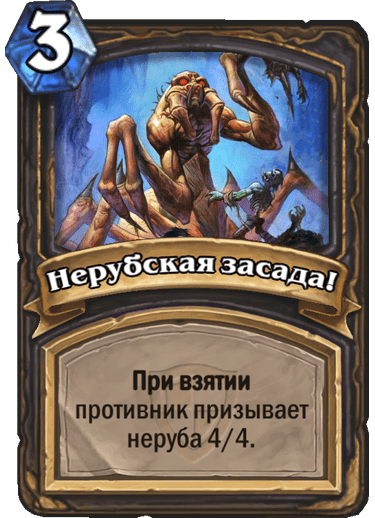 3
Нерубская засада!
При взятии
противник призывает
неруба 4/4.